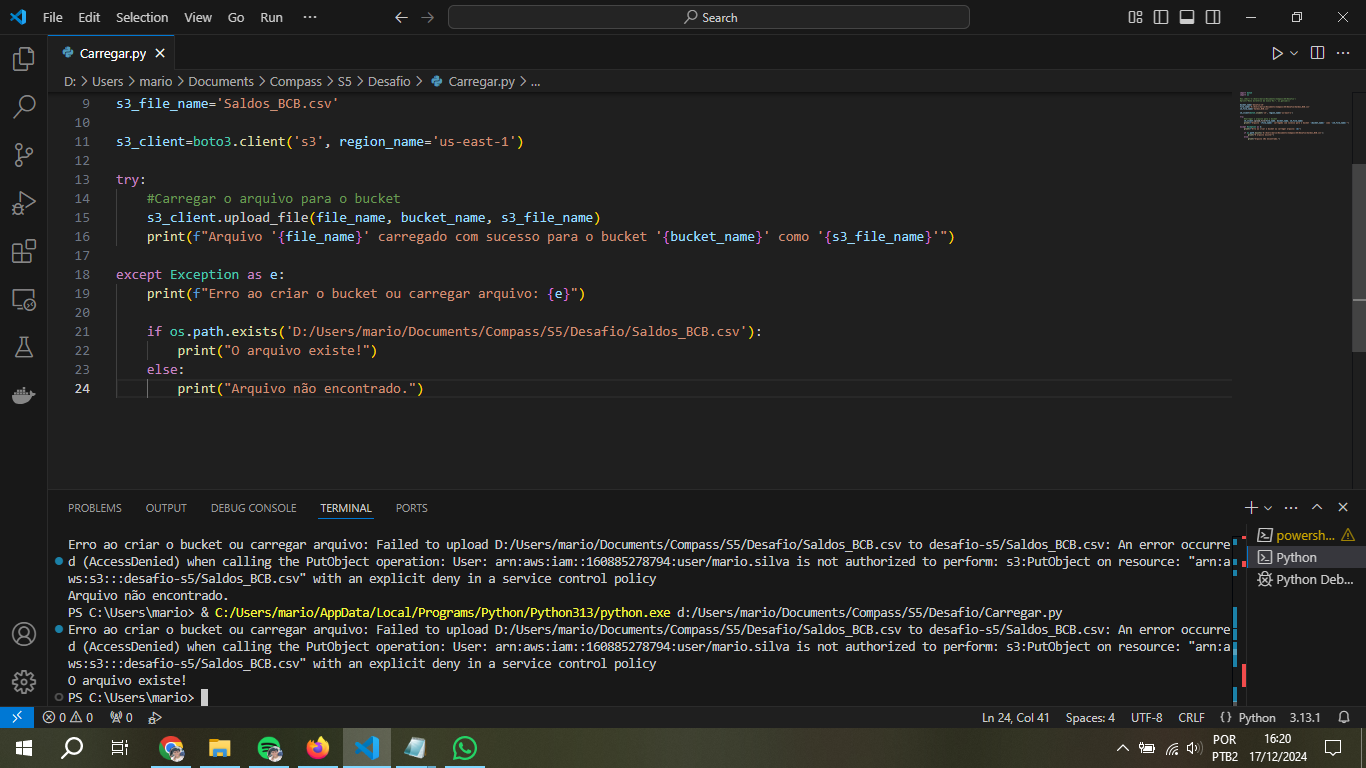 File Edit Selection View Go Run ···
Search
Carregar.py
D: > Users > mario > Documents > Compass > S5 > Desafio > Carregar.py > ...
9 s3_file_name='Saldos_BCB.csv'
10
11 s3_client=boto3.client('s3', region_name='us-east-1')
12
13 try:
14 #Carregar o arquivo para o bucket
15 s3_client.upload_file(file_name, bucket_name, s3_file_name)
16 print(f"Arquivo '{file_name}' carregado com sucesso para o bucket '{bucket_name}' como '{s3_file_name}'")
17
18 except Exception as e:
19 print(f"Erro ao criar o bucket ou carregar arquivo: {e}")
20
21 if os.path.exists('D:/Users/mario/Documents/Compass/S5/Desafio/Saldos_BCB.csv'):
22 print("O arquivo existe!")
23 else:
24 print("Arquivo não encontrado.")
PROBLEMS OUTPUT DEBUG CONSOLE TERMINAL PORTS
Erro ao criar o bucket ou carregar arquivo: Failed to upload D:/Users/mario/Documents/Compass/S5/Desafio/Saldos_BCB.csv to desafio-s5/Saldos_BCB.csv: An error occurre
d (AccessDenied) when calling the PutObject operation: User: arn:aws:iam::160885278794:user/mario.silva is not authorized to perform: s3:PutObject on resource: "arn:a
ws:s3:::desafio-s5/Saldos_BCB.csv" with an explicit deny in a service control policy
Arquivo não encontrado.
PS C:\Users\mario> & C:/Users/mario/AppData/Local/Programs/Python/Python313/python.exe d:/Users/mario/Documents/Compass/S5/Desafio/Carregar.py
Erro ao criar o bucket ou carregar arquivo: Failed to upload D:/Users/mario/Documents/Compass/S5/Desafio/Saldos_BCB.csv to desafio-s5/Saldos_BCB.csv: An error occurre
d (AccessDenied) when calling the PutObject operation: User: arn:aws:iam::160885278794:user/mario.silva is not authorized to perform: s3:PutObject on resource: "arn:a
ws:s3:::desafio-s5/Saldos_BCB.csv" with an explicit deny in a service control policy
O arquivo existe!
PS C:\Users\mario>
powersh...
Python
Python Deb...
0 0 0 Ln 24, Col 41 Spaces: 4 UTF-8 CRLF {} Python 3.13.1
POR
PTB2
16:20
17/12/2024